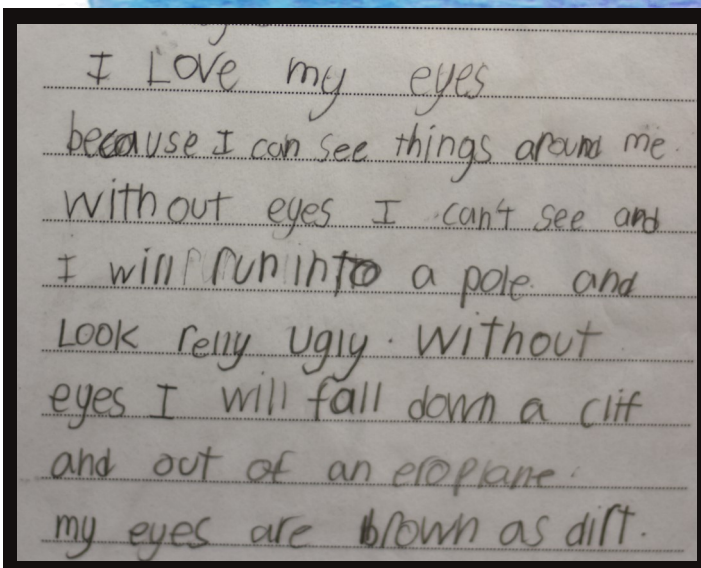 I Love my eyes
because I can see things around me.
Without eyes I can't see and
I will run into a pole and
Look relly ugly. Without
eyes I will fall down a clif
and out of an eroplane.
my eyes are brown as dirt.